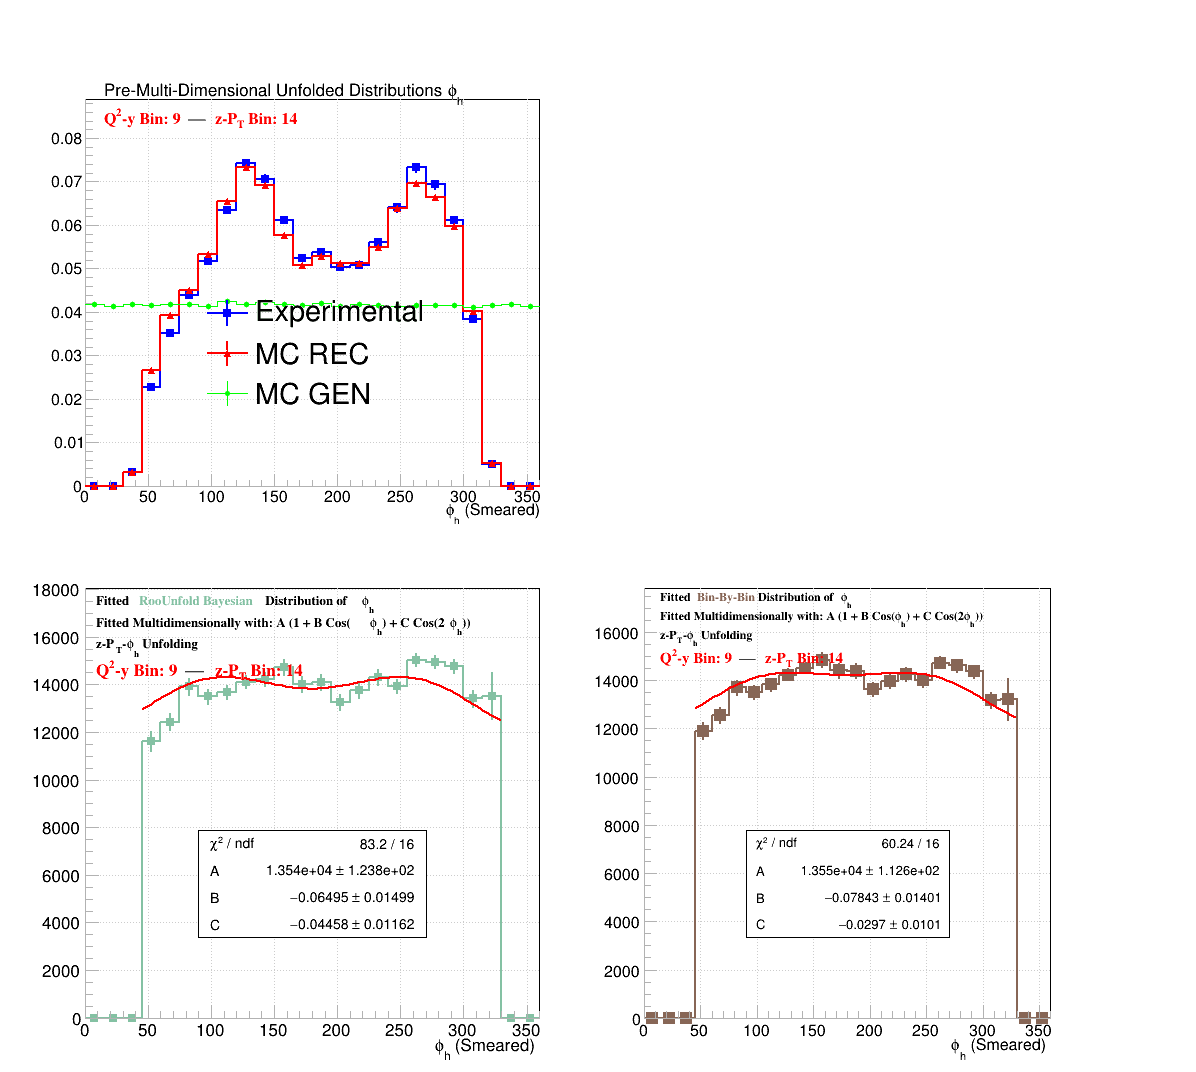 Pre-Multi-Dimensional Unfolded Distributions ϕh
Q2-y Bin: 9 — z-PT Bin: 14
0.08
0.07
0.06
0.05
0.04
0.03
0.02
0.01
0
Experimental
MC REC
MC GEN
0 50 100 150 200 250 300 350
ϕh (Smeared)
18000
16000
14000
12000
10000
8000
6000
4000
2000
0
Fitted RooUnfold Bayesian Distribution of ϕh
Fitted Multidimensionally with: A (1 + B Cos( ϕh) + C Cos(2 ϕh))
z-PT-ϕh Unfolding
Q2-y Bin: 9 — z-PT Bin: 14
χ2 / ndf 83.2 / 16
A 1.354e+04 ± 1.238e+02
B −0.06495 ± 0.01499
C −0.04458 ± 0.01162
0 50 100 150 200 250 300 350
ϕh (Smeared)
16000
14000
12000
10000
8000
6000
4000
2000
0
Fitted Bin-By-Bin Distribution of ϕh
Fitted Multidimensionally with: A (1 + B Cos(ϕh) + C Cos(2ϕh))
z-PT-ϕh Unfolding
Q2-y Bin: 9 — z-PT Bin: 14
χ2 / ndf 60.24 / 16
A 1.355e+04 ± 1.126e+02
B −0.07843 ± 0.01401
C −0.0297 ± 0.0101
0 50 100 150 200 250 300 350
ϕh (Smeared)